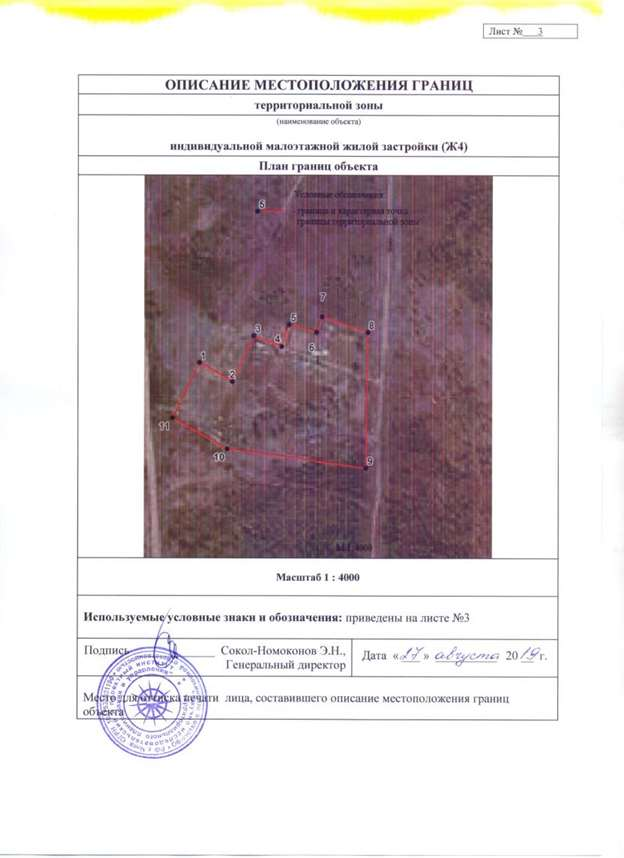 Лист № 3
ОПИСАНИЕ МЕСТОПОЛОЖЕНИЯ ГРАНИЦ
территориальной зоны
(наименование объекта)
индивидуальной малоэтажной жилой застройки (Ж4)
План границ объекта
Условные обозначения
5
- граница и характерная точка
границы территориальной зоны
7
5
8
3
4
6
1
2
11
10
9
М 1:4000
Масштаб 1 : 4000
Используемые условные знаки и обозначения: приведены на листе №3
Подпись Сокол-Номоконов Э.Н.,
Генеральный директор
Дата «27» августа 2019 г.
Место для оттиска печати лица, составившего описание местоположения границ
объекта